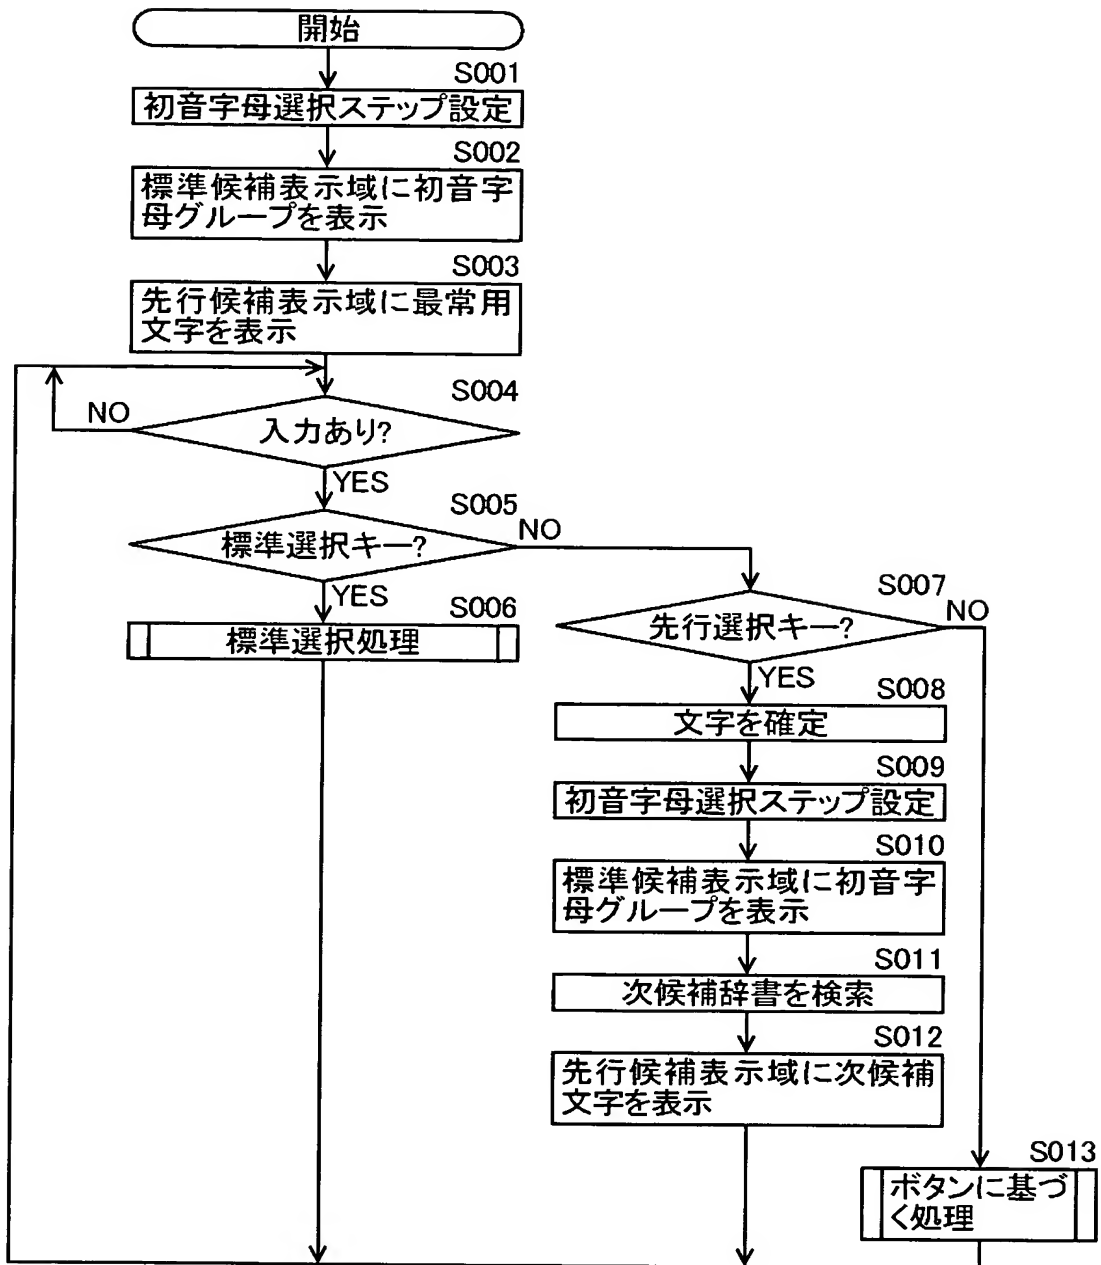 開始
S001
初音字母選択ステップ設定
S002
標準候補表示域に初音字
母グループを表示
S003
先行候補表示域に最常用
文字を表示
S004
NO
入力あり?
YES
S005
NO
標準選択キー?
YES
S006
標準選択処理
S007
NO
先行選択キー?
YES
S008
文字を確定
S009
初音字母選択ステップ設定
S010
標準候補表示域に初音字
母グループを表示
S011
次候補辞書を検索
S012
先行候補表示域に次候補
文字を表示
S013
ボタンに基づ
く処理